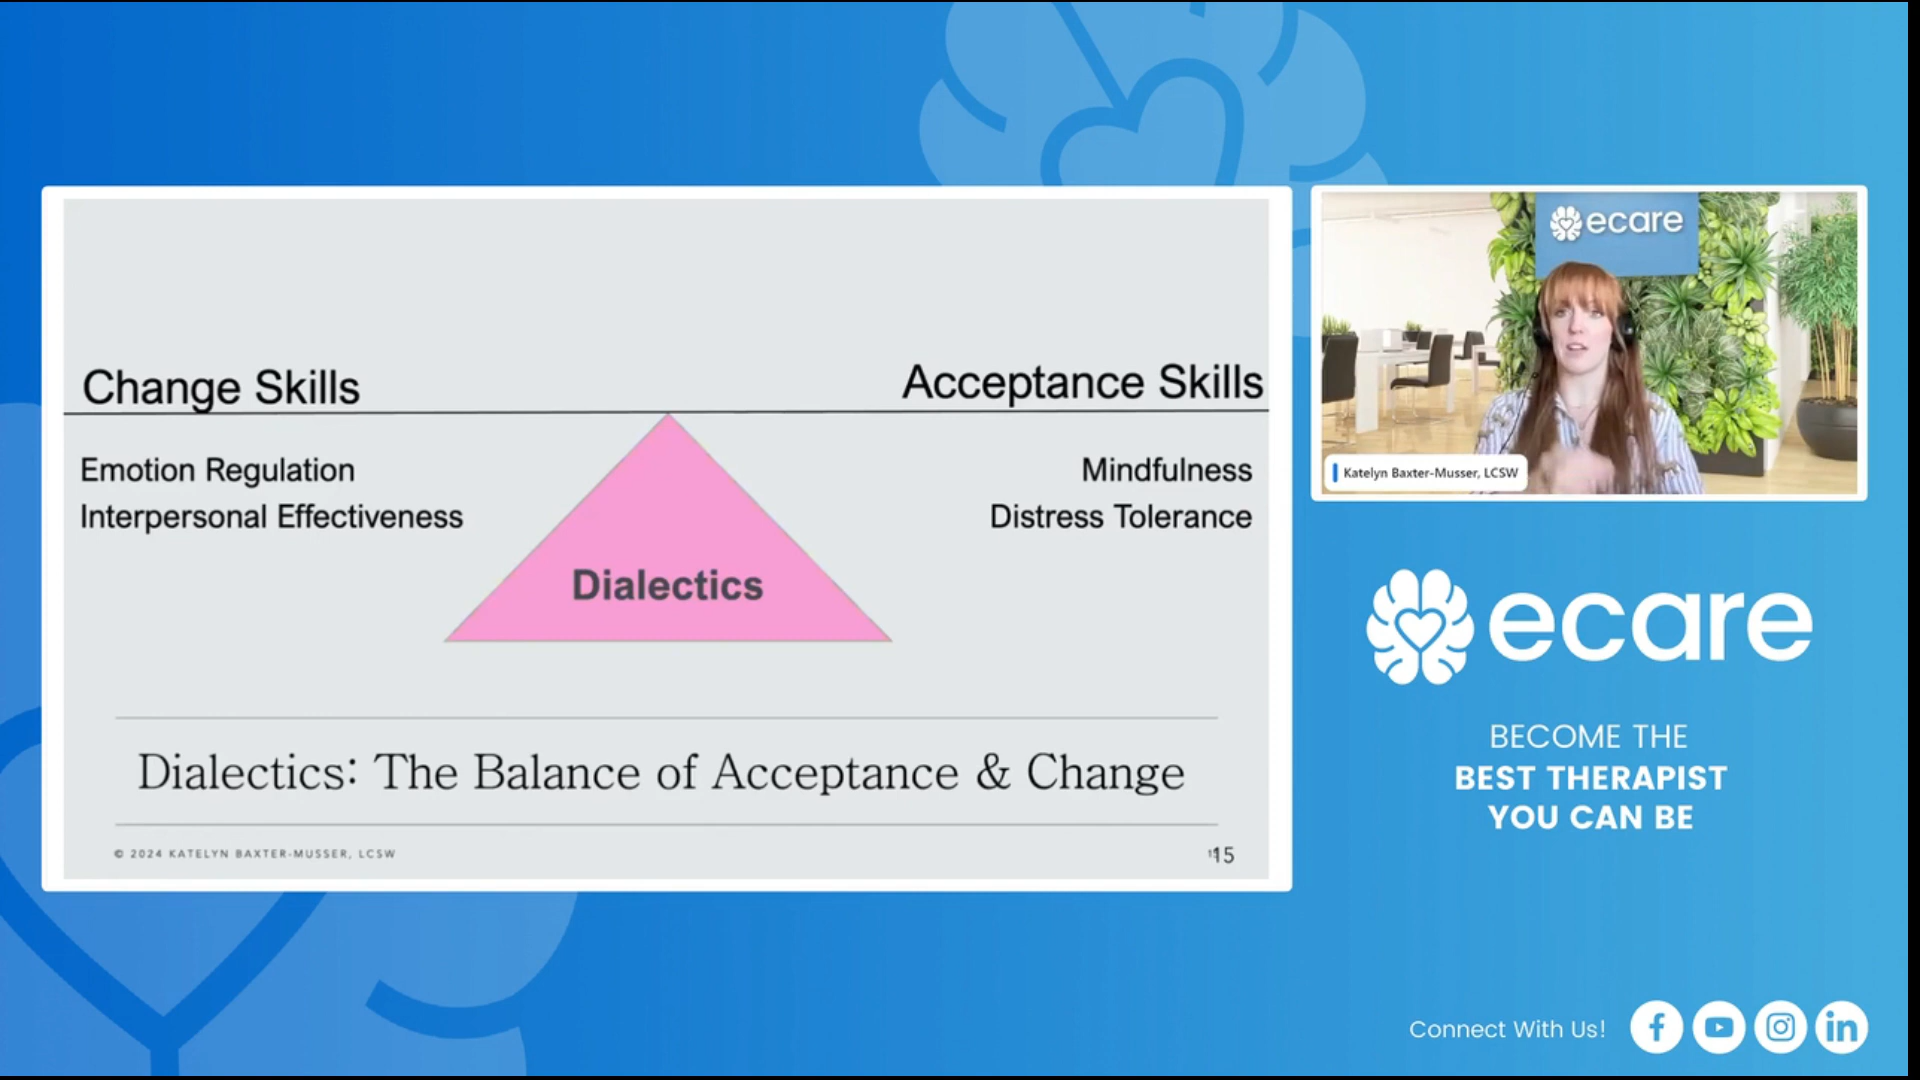 Change Skills
Acceptance Skills
Emotion Regulation
Interpersonal Effectiveness
Mindfulness
Distress Tolerance
Dialectics
Dialectics: The Balance of Acceptance & Change
© 2024 KATELYN BAXTER-MUSSER, LCSW
15
ecare
Katelyn Baxter-Musser, LCSW
ecare
BECOME THE
BEST THERAPIST
YOU CAN BE
Connect With Us!